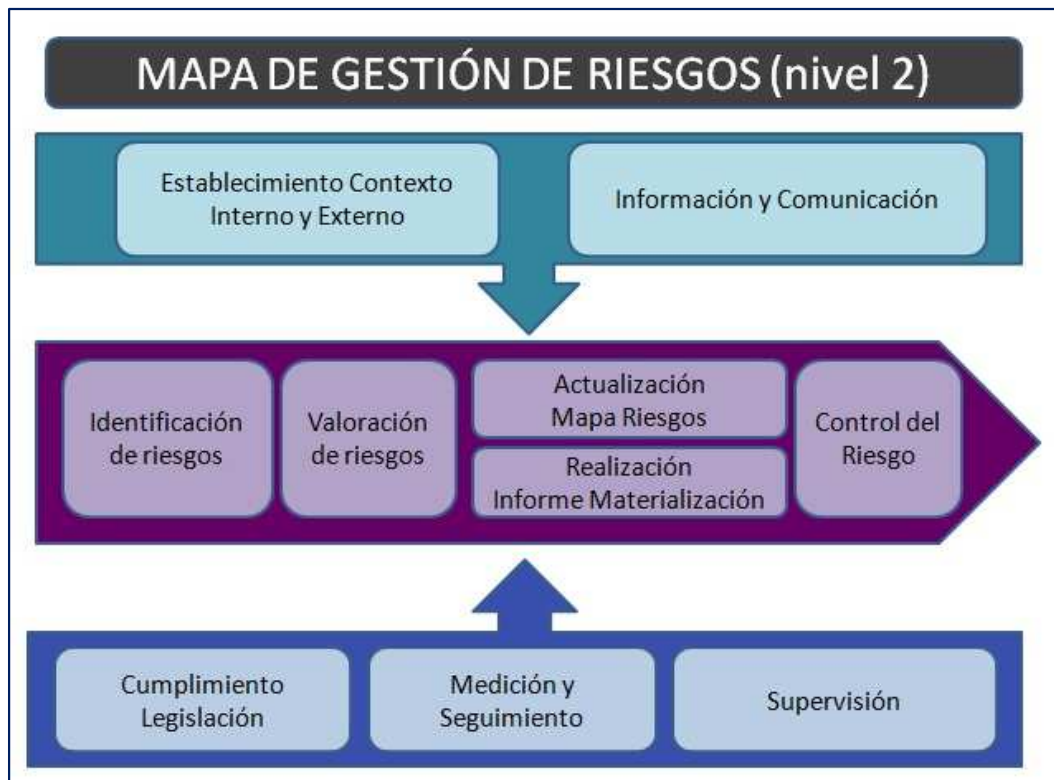 MAPA DE GESTIÓN DE RIESGOS (nivel 2)
Establecimiento Contexto
Interno y Externo
Información y Comunicación
Identificación
de riesgos
Valoración
de riesgos
Actualización
Mapa Riesgos
Realización
Informe Materialización
Control del
Riesgo
Cumplimiento
Legislación
Medición y
Seguimiento
Supervisión